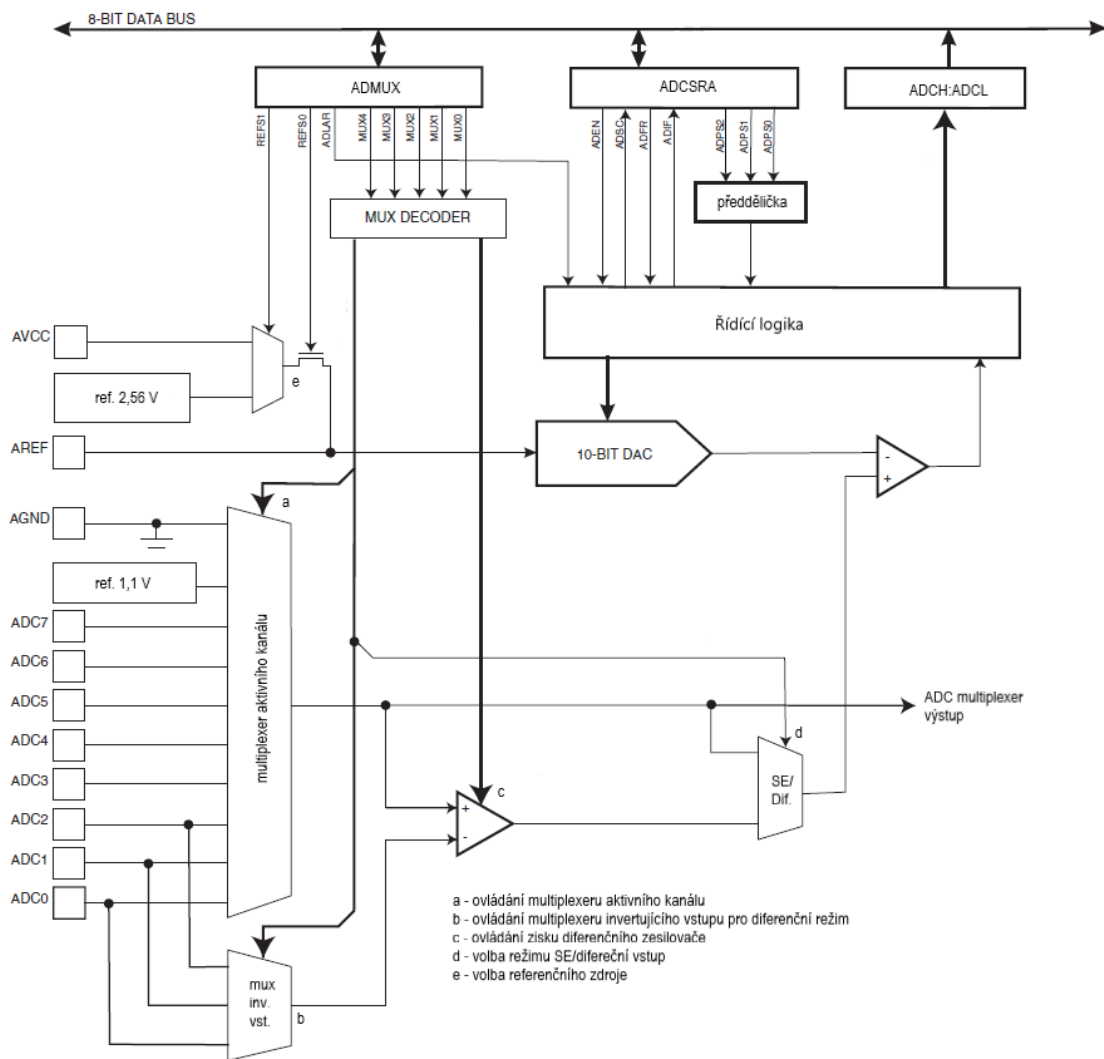 8-BIT DATA BUS
ADMUX
ADCSRA
ADCH:ADCL
REFS1
REFS0
ADLAR
MUX4
MUX3
MUX2
MUX1
MUX0
ADEN
ADSC
ADFR
ADIF
ADPS2
ADPS1
ADPS0
MUX DECODER
předdělička
Řídící logika
AVCC
ref. 2,56 V
e
AREF
10-BIT DAC
-
+
AGND
a
ref. 1,1 V
multiplexer aktivního kanálu
ADC7
ADC6
ADC5
ADC4
ADC3
ADC2
ADC1
ADC0
ADC multiplexer
výstup
d
SE/
Dif.
c
+
-
mux
inv.
vst.
b
a - ovládání multiplexeru aktivního kanálu
b - ovládání multiplexeru invertujícího vstupu pro diferenční režim
c - ovládání zisku diferenčního zesilovače
d - volba režimu SE/difereční vstup
e - volba referenčního zdroje